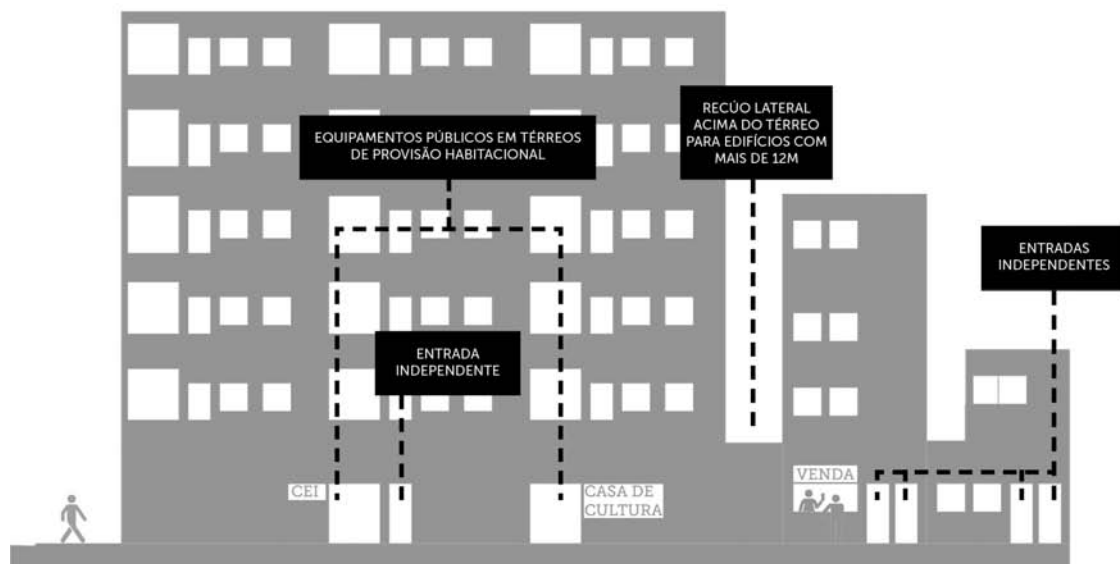 RECÚO LATERAL
ACIMA DO TÉRREO
PARA EDIFÍCIOS COM
MAIS DE 12M
EQUIPAMENTOS PÚBLICOS EM TÉRREOS
DE PROVISÃO HABITACIONAL
ENTRADAS
INDEPENDENTES
ENTRADA
INDEPENDENTE
CEI
CASA DE
CULTURA
VENDA